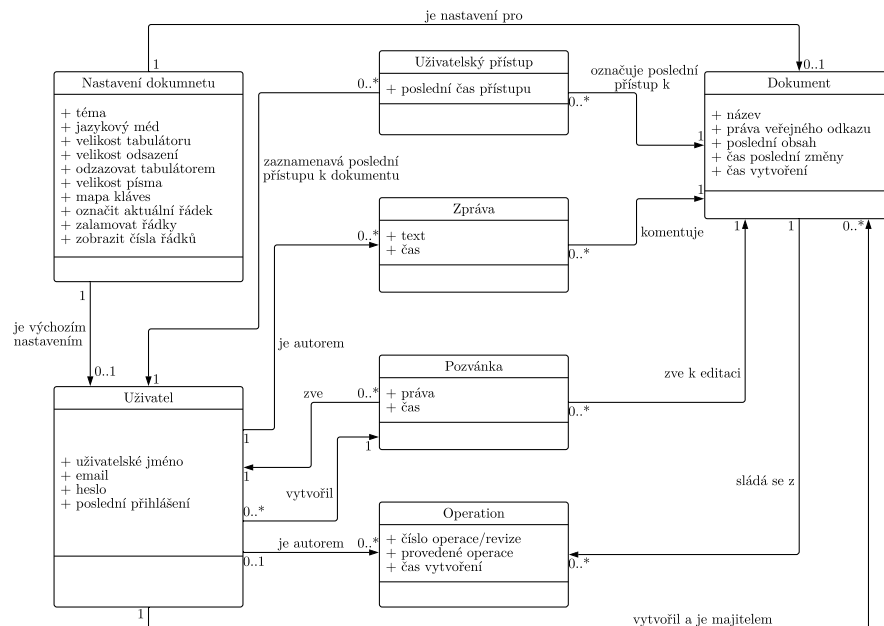 je nastavení pro
1
0..1
Nastavení dokumnetu
+ téma
+ jazykový méd
+ velikost tabulátoru
+ velikost odsazení
+ odzazovat tabulátorem
+ velikost písma
+ mapa kláves
+ označit aktuální řádek
+ zalamovat řádky
+ zobrazit čísla řádků
Uživatelský přístup
+ poslední čas přístupu
0..*
0..*
označuje poslední
přístup k
1
Dokument
+ název
+ práva veřejného odkazu
+ poslední obsah
+ čas poslední změny
+ čas vytvoření
zaznamenavá poslední
přístupu k dokumentu
1
Zpráva
+ text
+ čas
0..*
0..*
1
komentuje
je autorem
1
1
je výchozím
nastavením
0..1
Uživatel
+ uživatelské jméno
+ email
+ heslo
+ poslední přihlášení
Pozvánka
+ práva
+ čas
zve
0..*
1
0..*
zve k editaci
1
vytvořil
0..*
1
Operation
+ číslo operace/revize
+ provedené operace
+ čas vytvoření
je autorem
0..1
0..*
0..*
sládá se z
1
0..*
1
vytvořil a je majitelem